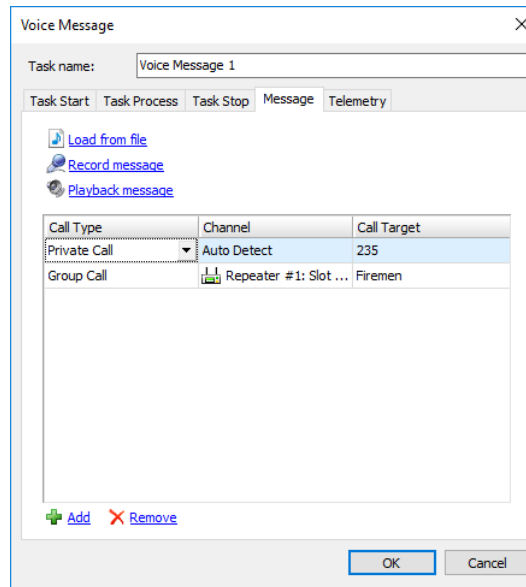 Voice Message
Task name: Voice Message 1
Task Start Task Process Task Stop Message Telemetry
Load from file
Record message
Playback message
Call Type Channel Call Target
Private Call Auto Detect 235
Group Call Repeater #1: Slot ... Firemen
Add Remove
OK Cancel